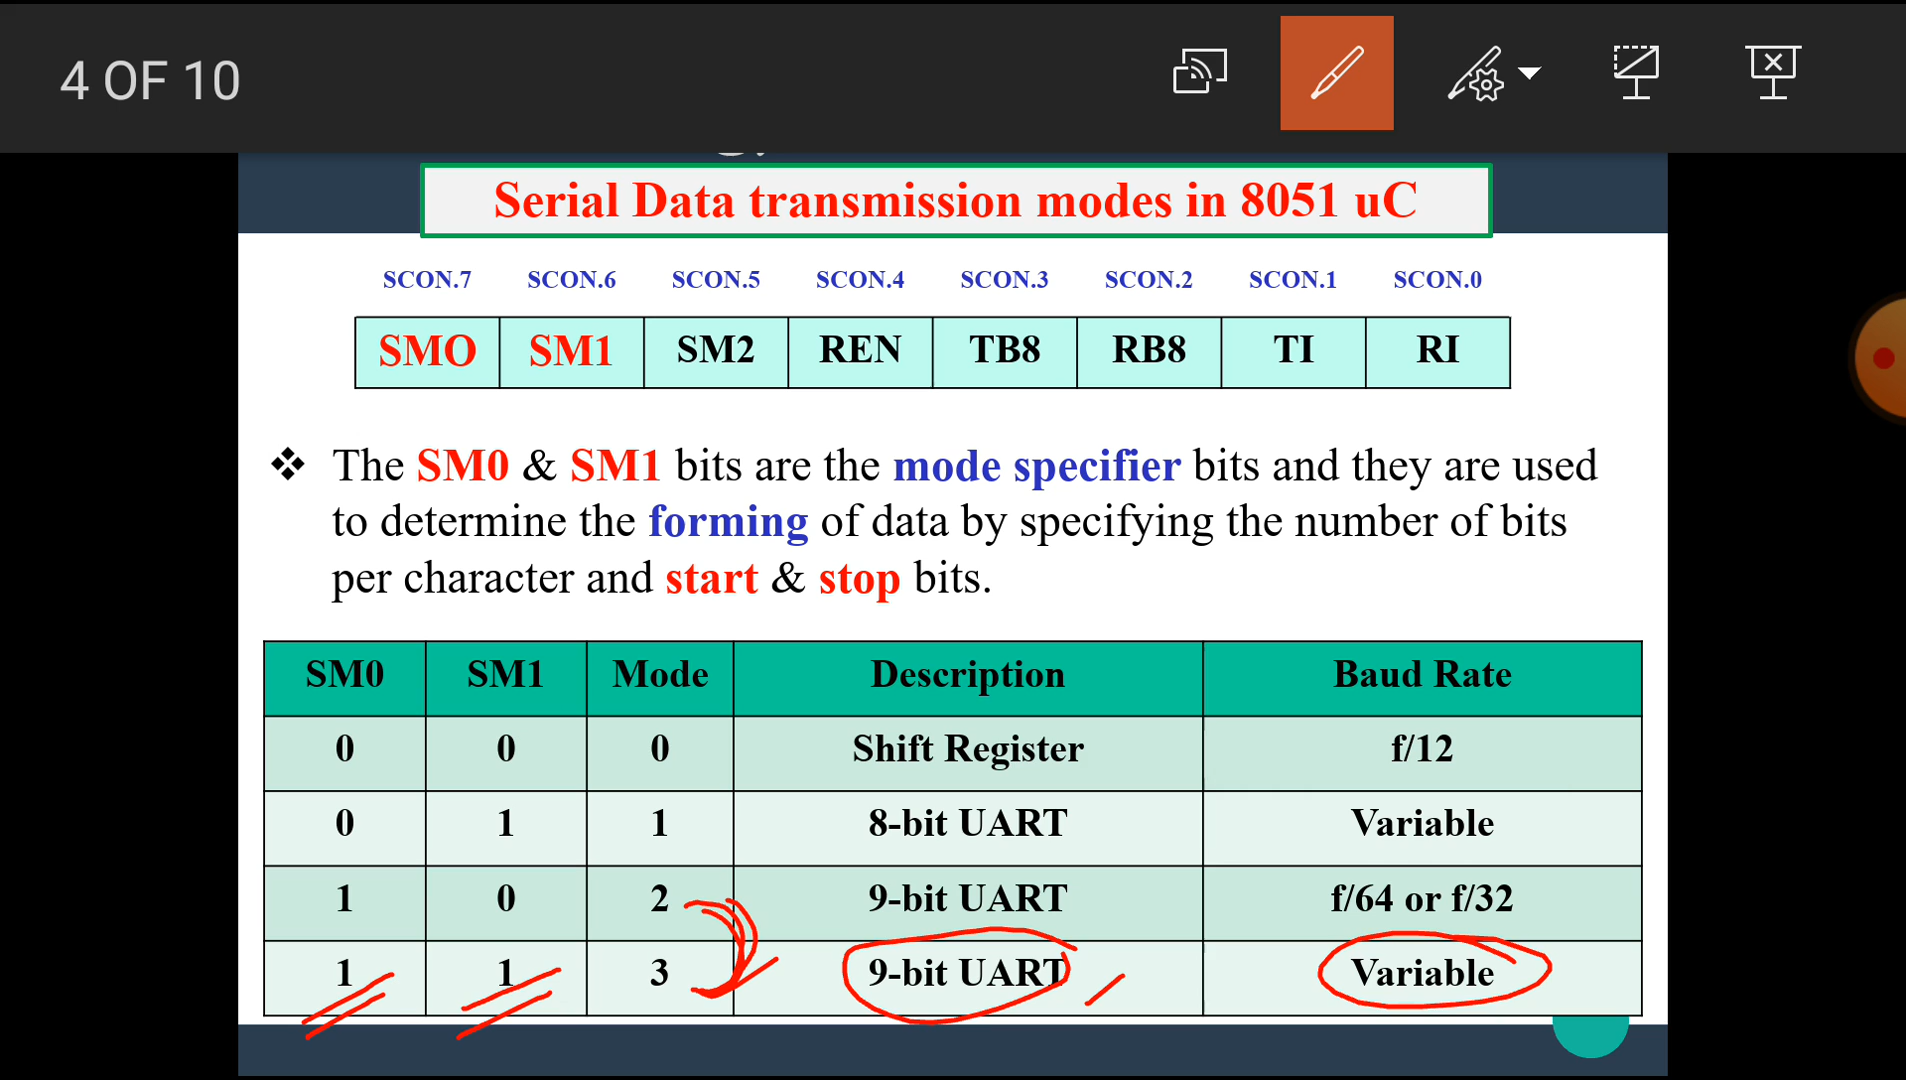 4 OF 10
Serial Data transmission modes in 8051 uC
SCON.7 SCON.6 SCON.5 SCON.4 SCON.3 SCON.2 SCON.1 SCON.0
SMO SM1 SM2 REN TB8 RB8 TI RI
❖ The SM0 & SM1 bits are the mode specifier bits and they are used
to determine the forming of data by specifying the number of bits
per character and start & stop bits.
SM0 SM1 Mode Description Baud Rate
0 0 0 Shift Register f/12
0 1 1 8-bit UART Variable
1 0 2 9-bit UART f/64 or f/32
1 1 3 9-bit UART Variable